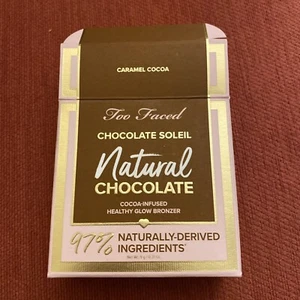 CARAMEL COCOA
Too Faced
CHOCOLATE SOLEIL
Natural
CHOCOLATE
COCOA-INFUSED
HEALTHY GLOW BRONZER
97% NATURALLY-DERIVED
INGREDIENTS